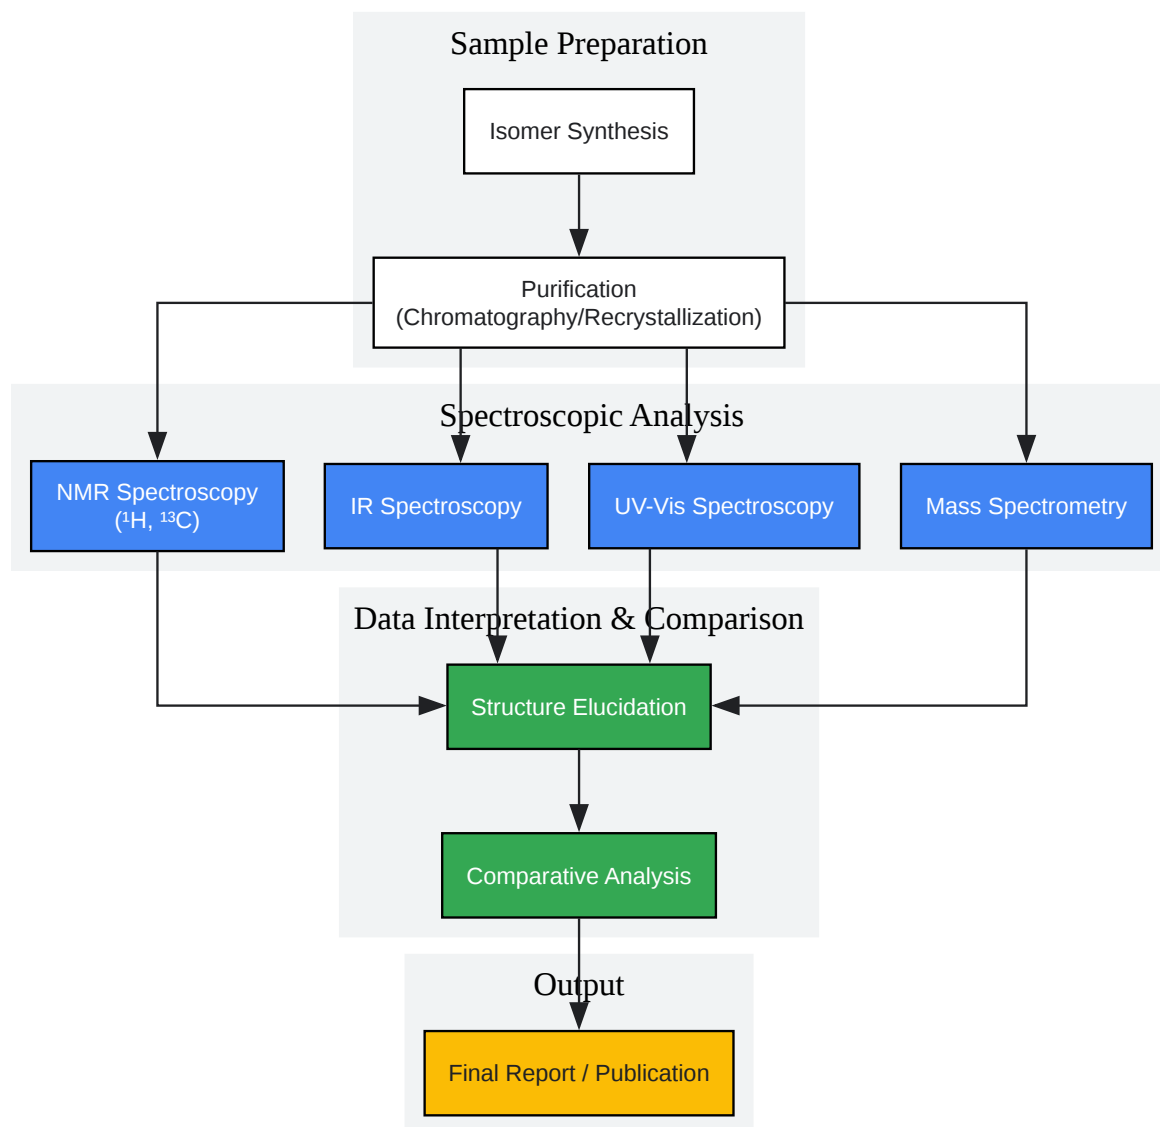 Sample Preparation
Isomer Synthesis
Purification
(Chromatography/Recrystallization)
Spectroscopic Analysis
NMR Spectroscopy
(¹H, ¹³C)
IR Spectroscopy
UV-Vis Spectroscopy
Mass Spectrometry
Data Interpretation & Comparison
Structure Elucidation
Comparative Analysis
Output
Final Report / Publication